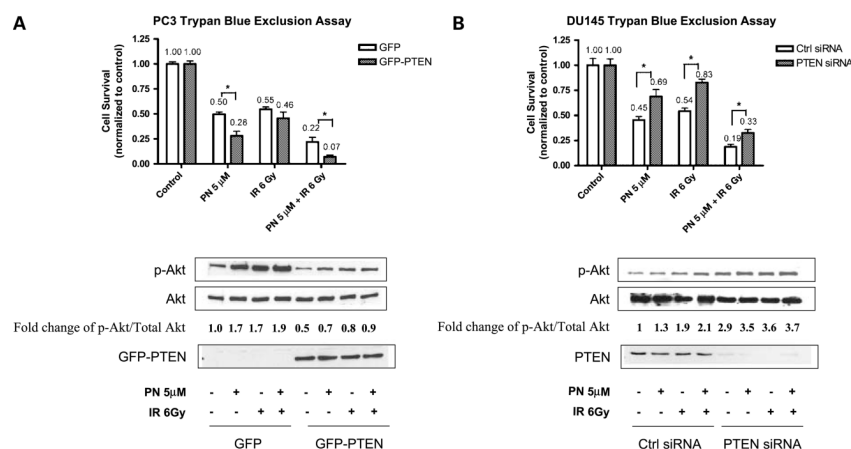 A
PC3 Trypan Blue Exclusion Assay
Cell Survival
(normalized to control)
1.25
1.00
0.75
0.50
0.25
0.00
1.00 1.00
0.50
*
0.28
0.55
0.46
0.22
*
0.07
GFP
GFP-PTEN
Control
PN 5 µM
IR 6 Gy
PN 5 µM + IR 6 Gy
p-Akt
Akt
Fold change of p-Akt/Total Akt 1.0 1.7 1.7 1.9 0.5 0.7 0.8 0.9
GFP-PTEN
PN 5µM - + - + - + - +
IR 6Gy - - + + - - + +
GFP GFP-PTEN
B
DU145 Trypan Blue Exclusion Assay
Cell Survival
(normalized to control)
1.25
1.00
0.75
0.50
0.25
0.00
1.00 1.00
0.45
*
0.69
0.54
*
0.83
0.19
*
0.33
Ctrl siRNA
PTEN siRNA
Control
PN 5 µM
IR 6 Gy
PN 5 µM + IR 6 Gy
p-Akt
Akt
Fold change of p-Akt/Total Akt 1 1.3 1.9 2.1 2.9 3.5 3.6 3.7
PTEN
PN 5µM - + - + - + - +
IR 6Gy - - + + - - + +
Ctrl siRNA PTEN siRNA